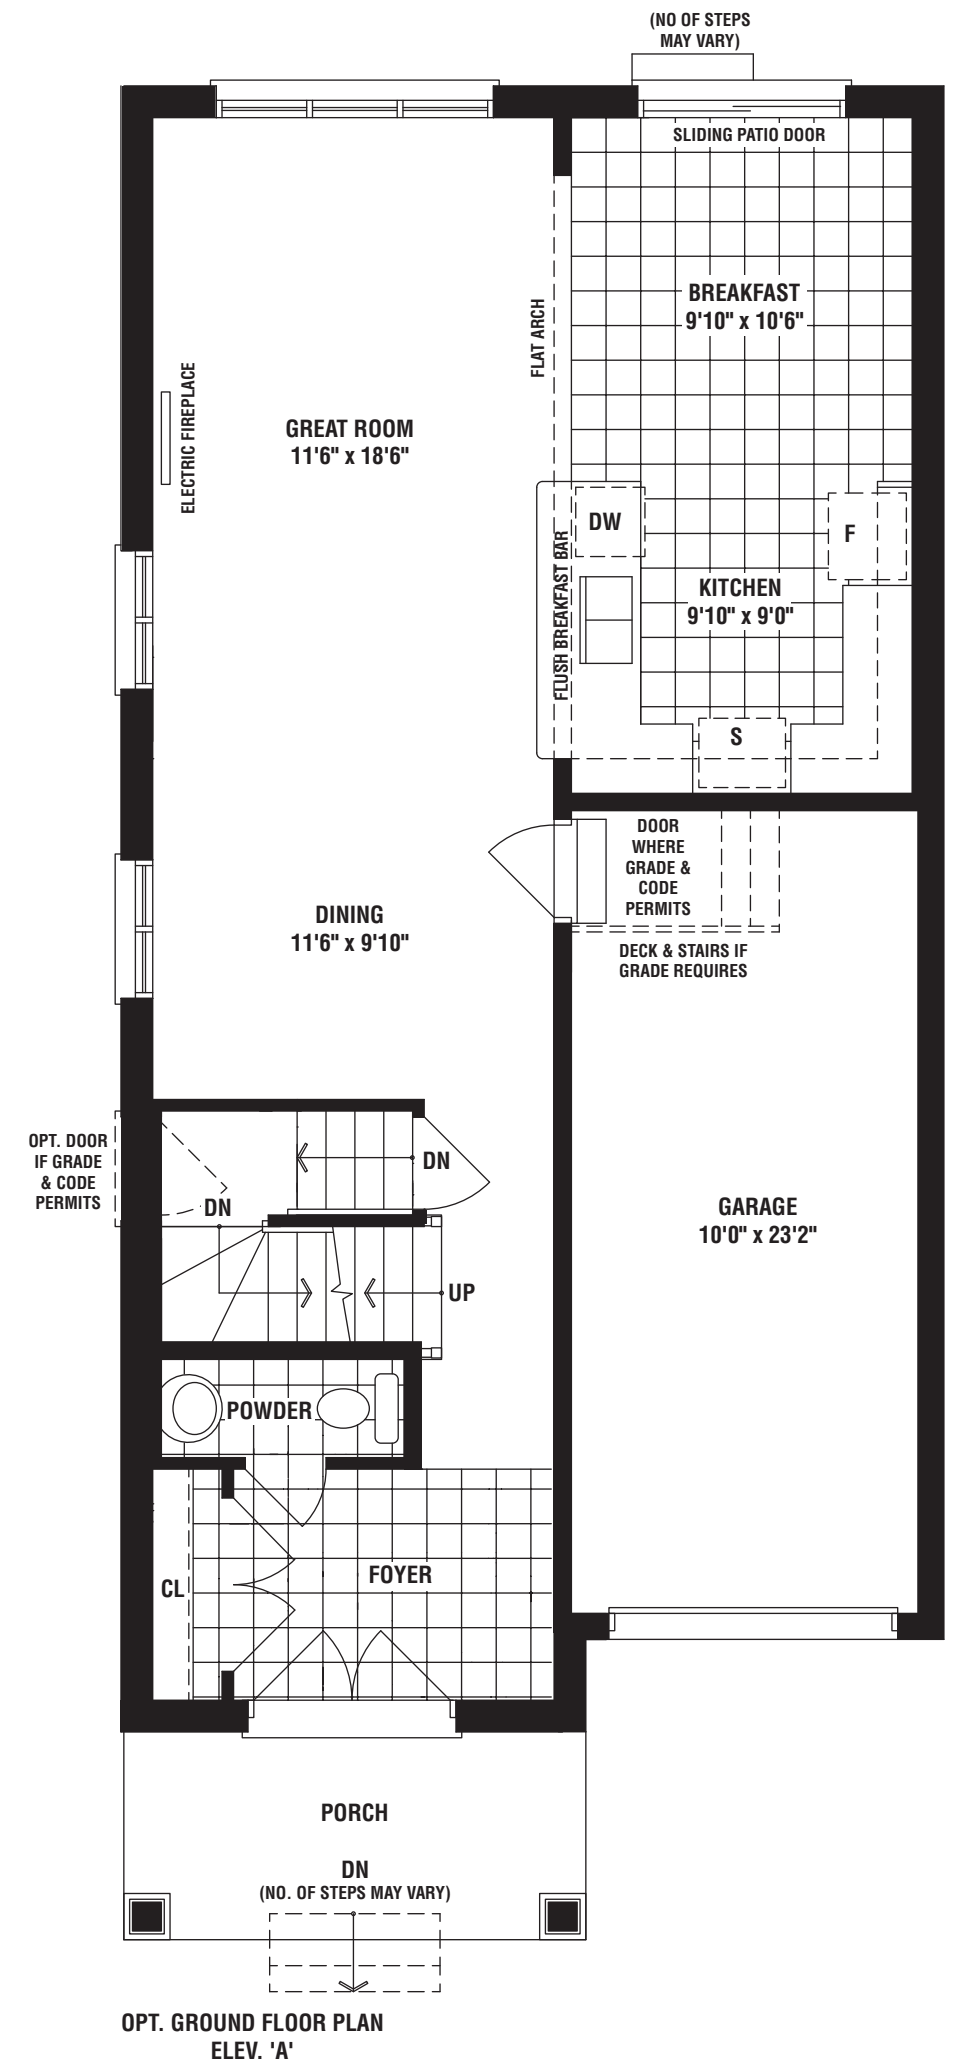 (NO OF STEPS
MAY VARY)
SLIDING PATIO DOOR
BREAKFAST
9'10" x 10'6"
FLAT ARCH
ELECTRIC FIREPLACE
GREAT ROOM
11'6" x 18'6"
DW
F
FLUSH BREAKFAST BAR
KITCHEN
9'10" x 9'0"
S
DOOR
WHERE
GRADE &
CODE
PERMITS
DINING
11'6" x 9'10"
DECK & STAIRS IF
GRADE REQUIRES
OPT. DOOR
IF GRADE
& CODE
PERMITS
DN
DN
GARAGE
10'0" x 23'2"
UP
POWDER
FOYER
CL
PORCH
DN
(NO. OF STEPS MAY VARY)
OPT. GROUND FLOOR PLAN
ELEV. 'A'